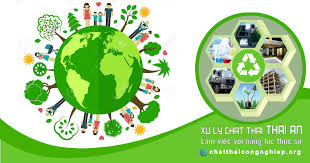 XỬ LÝ CHẤT THẢI THÁI AN
Làm việc với năng lực thực sự
chatthaicongnghiep.org